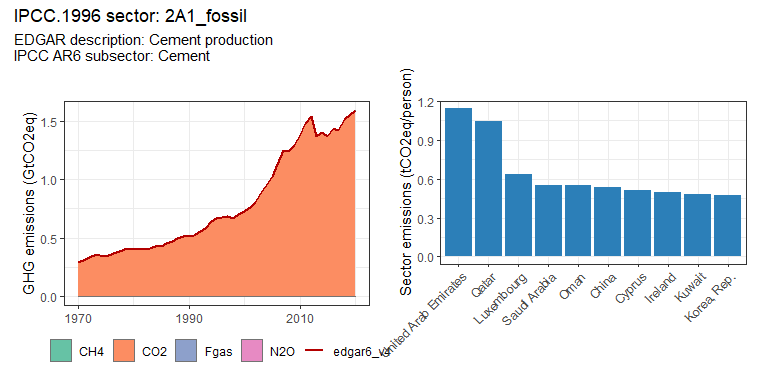 IPCC.1996 sector: 2A1_fossil
EDGAR description: Cement production
IPCC AR6 subsector: Cement
GHG emissions (GtCO2eq)
1.5
1.0
0.5
0.0
1970
1990
2010
CH4
CO2
Fgas
N2O
Sector emissions (tCO2eq/person)
1.2
0.9
0.6
0.3
0.0
United Arab Emirates
Qatar
Luxembourg
Saudi Arabia
Oman
China
Cyprus
Ireland
Kuwait
Korea, Rep.